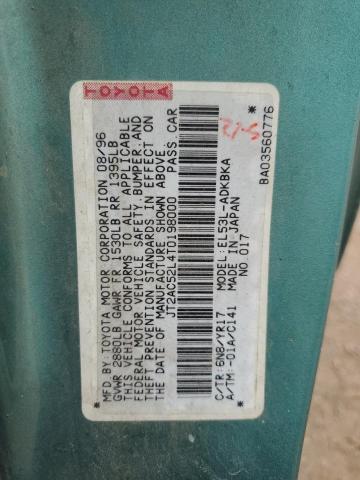 TOYOTA
*MFD.BY:TOYOTA MOTOR CORPORATION 08/96
GVWR 2880LB GAWR FR 1530LB RR 1395LB
THIS VEHICLE CONFORMS TO ALL APPLICABLE
FEDERAL MOTOR VEHICLE SAFETY,BUMPER,AND
THEFT PREVENTION STANDARDS IN EFFECT ON
THE DATE OF MANUFACTURE SHOWN ABOVE.
JT2AC52L4T0198000 PASS.CAR
C/TR:6N8/YR17 MODEL:EL53L-ADKBKA
A/TM:-01A/C141 MADE IN JAPAN
NO 017
*
BA03560776